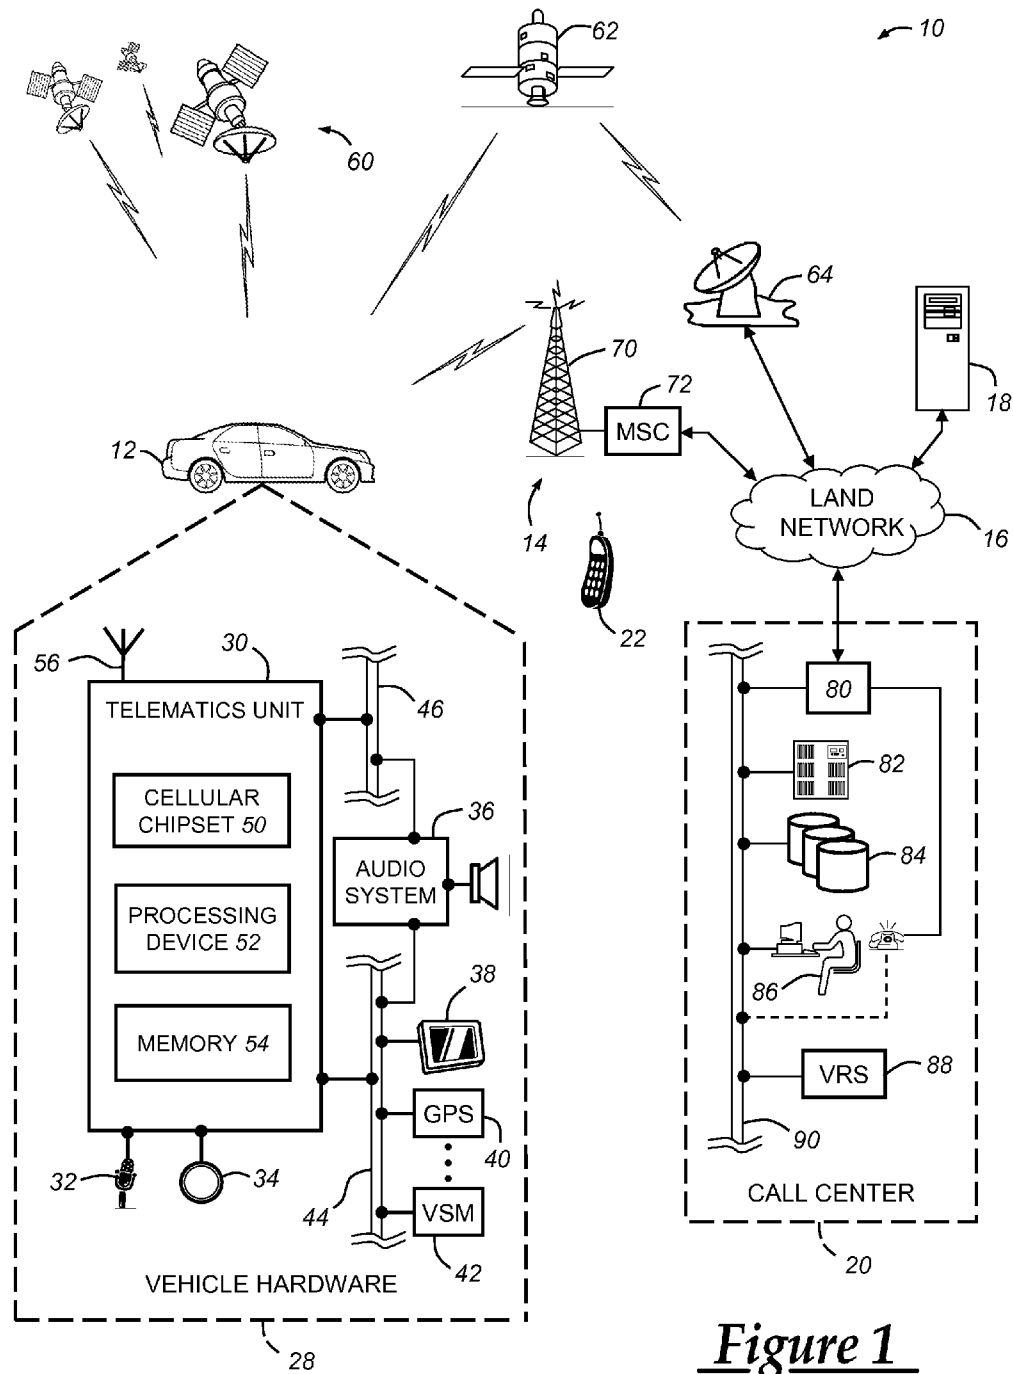 62
10
60
64
70
72
MSC
18
12
LAND
NETWORK
14
16
22
56
30
46
TELEMATICS UNIT
80
82
CELLULAR
CHIPSET 50
36
AUDIO
SYSTEM
84
PROCESSING
DEVICE 52
38
86
MEMORY 54
VRS
88
GPS
40
90
32
34
44
VSM
42
CALL CENTER
20
VEHICLE HARDWARE
28
Figure 1